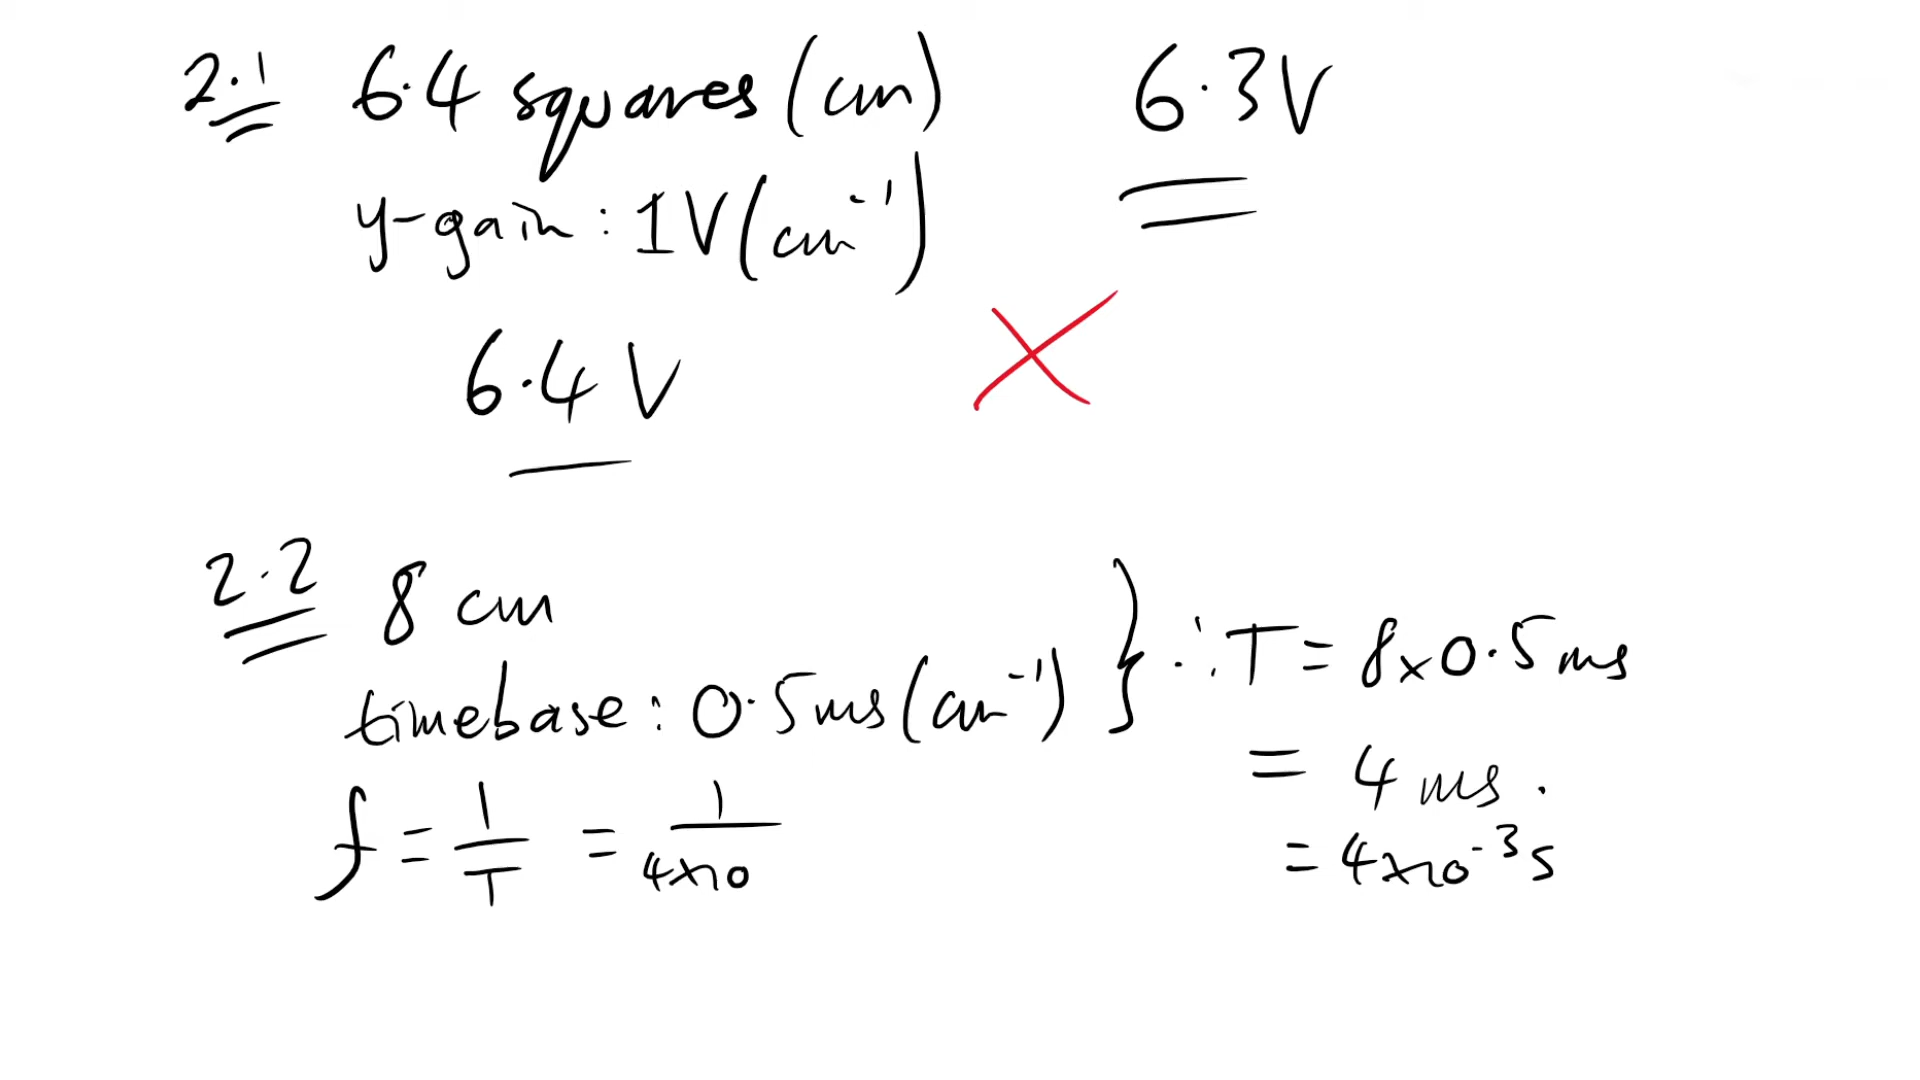 2.1 6.4 squares (cm) 6.3V
y-gain : 1V(cm⁻¹)
6.4 V
2.2 8 cm
timebase : 0.5ms(cm⁻¹) } ∴ T = 8×0.5ms
= 4 ms.
= 4×10⁻³s
f = 1/T = 1/4×10